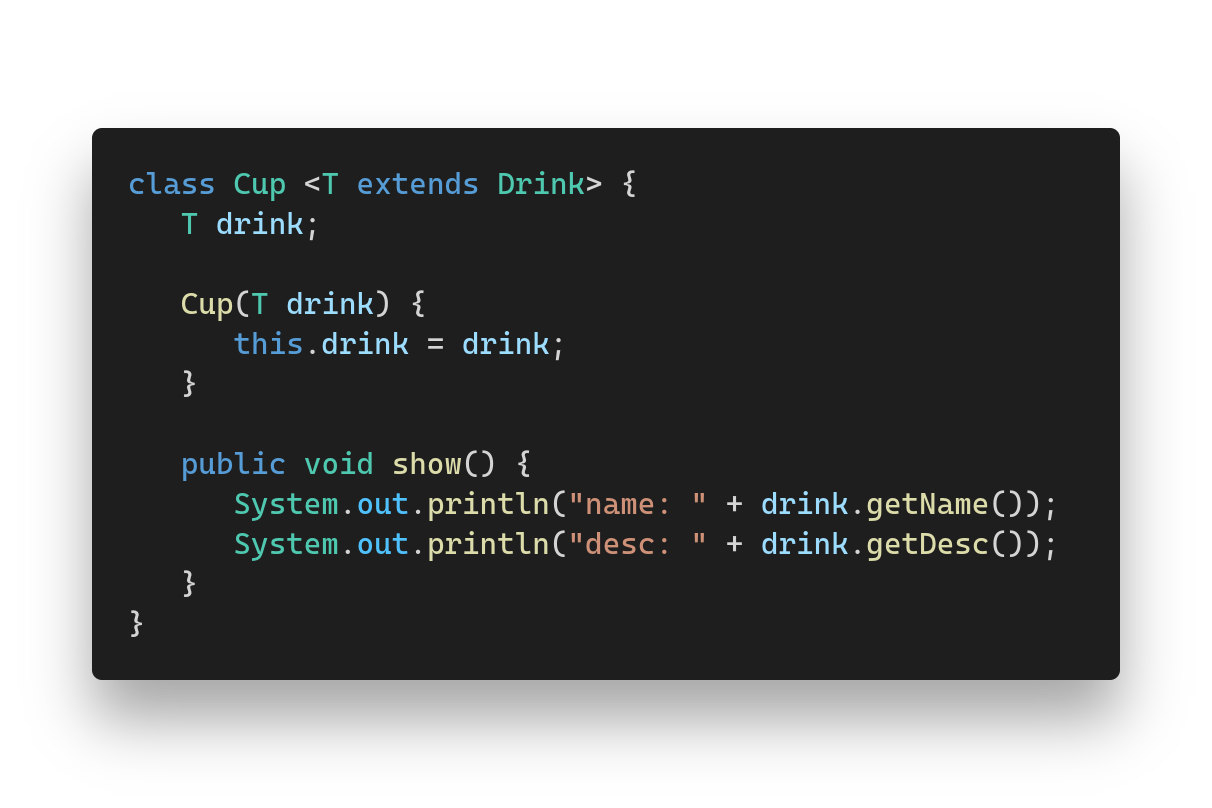 class Cup <T extends Drink> {
   T drink;

   Cup(T drink) {
      this.drink = drink;
   }

   public void show() {
      System.out.println("name: " + drink.getName());
      System.out.println("desc: " + drink.getDesc());
   }
}